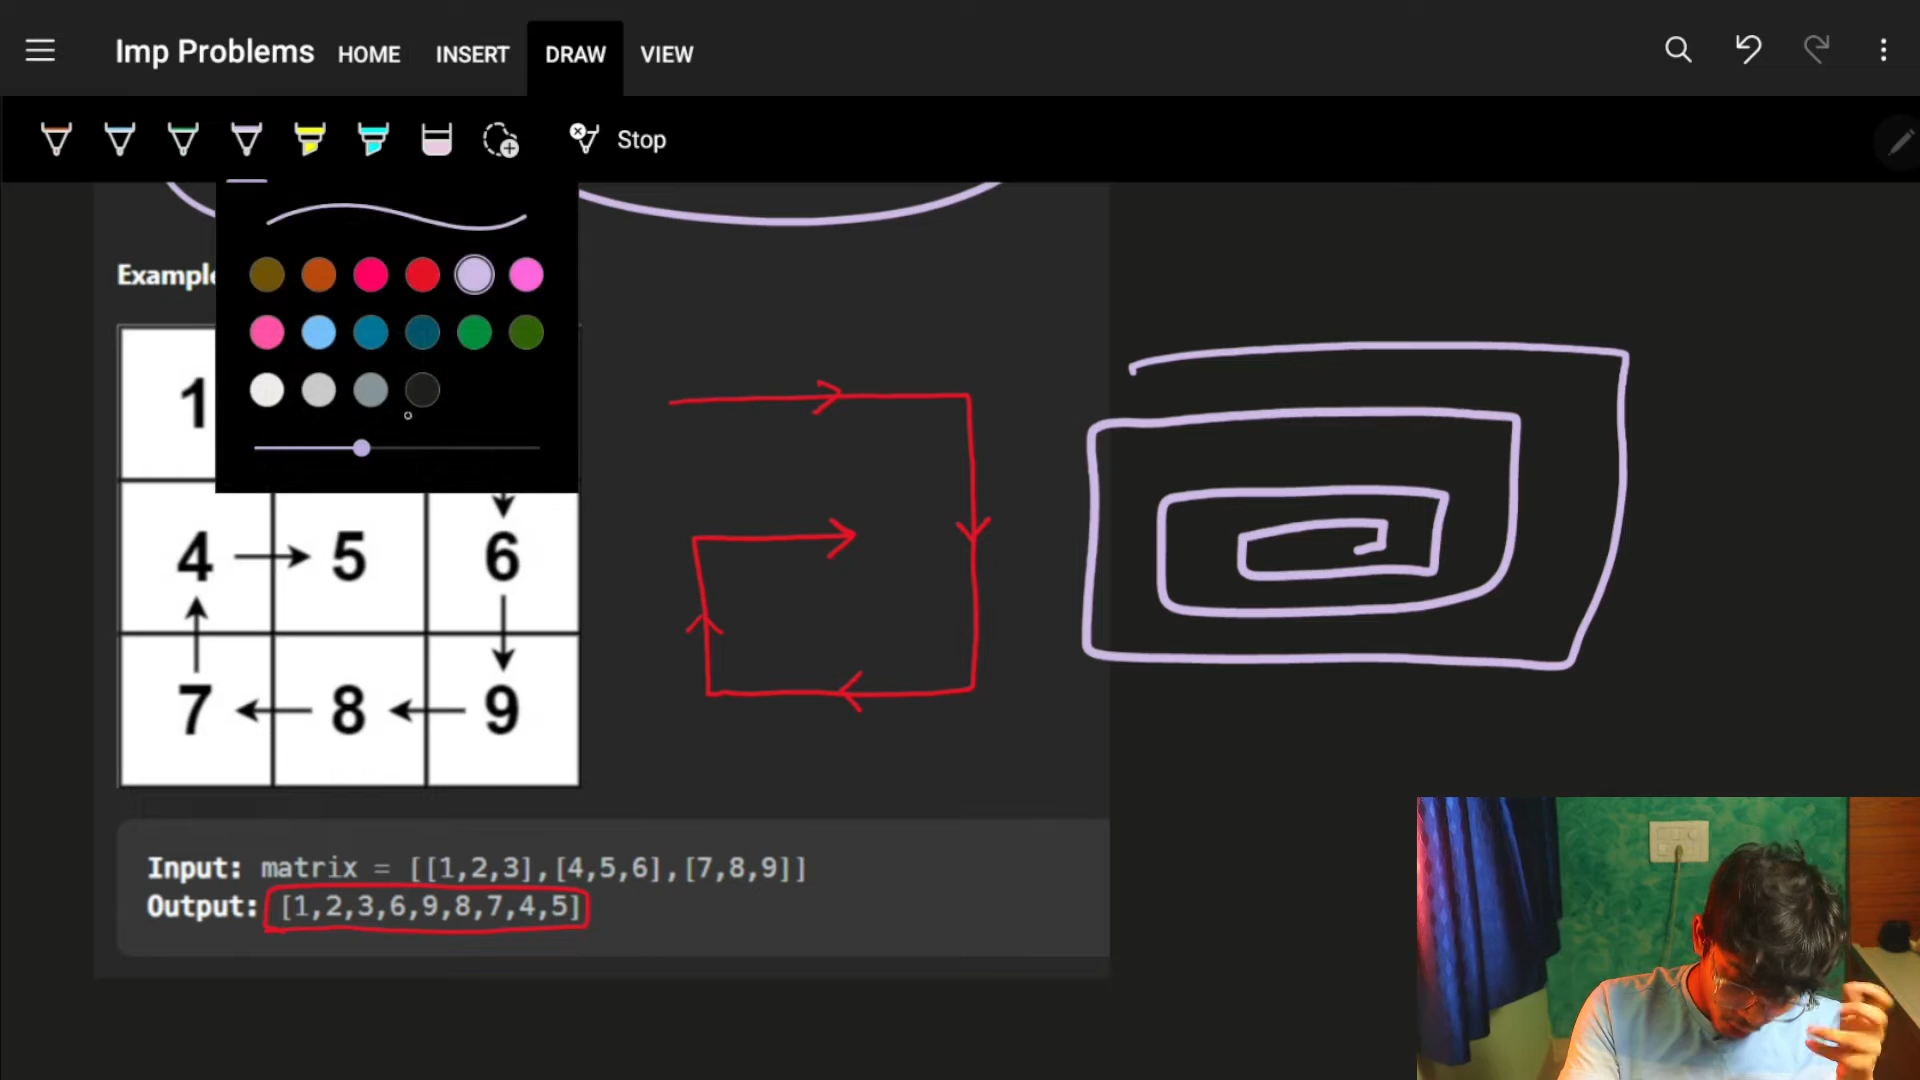 Imp Problems HOME INSERT DRAW VIEW
Stop
Example
1
4 5 6
7 8 9
Input: matrix = [[1,2,3],[4,5,6],[7,8,9]]
Output: [1,2,3,6,9,8,7,4,5]